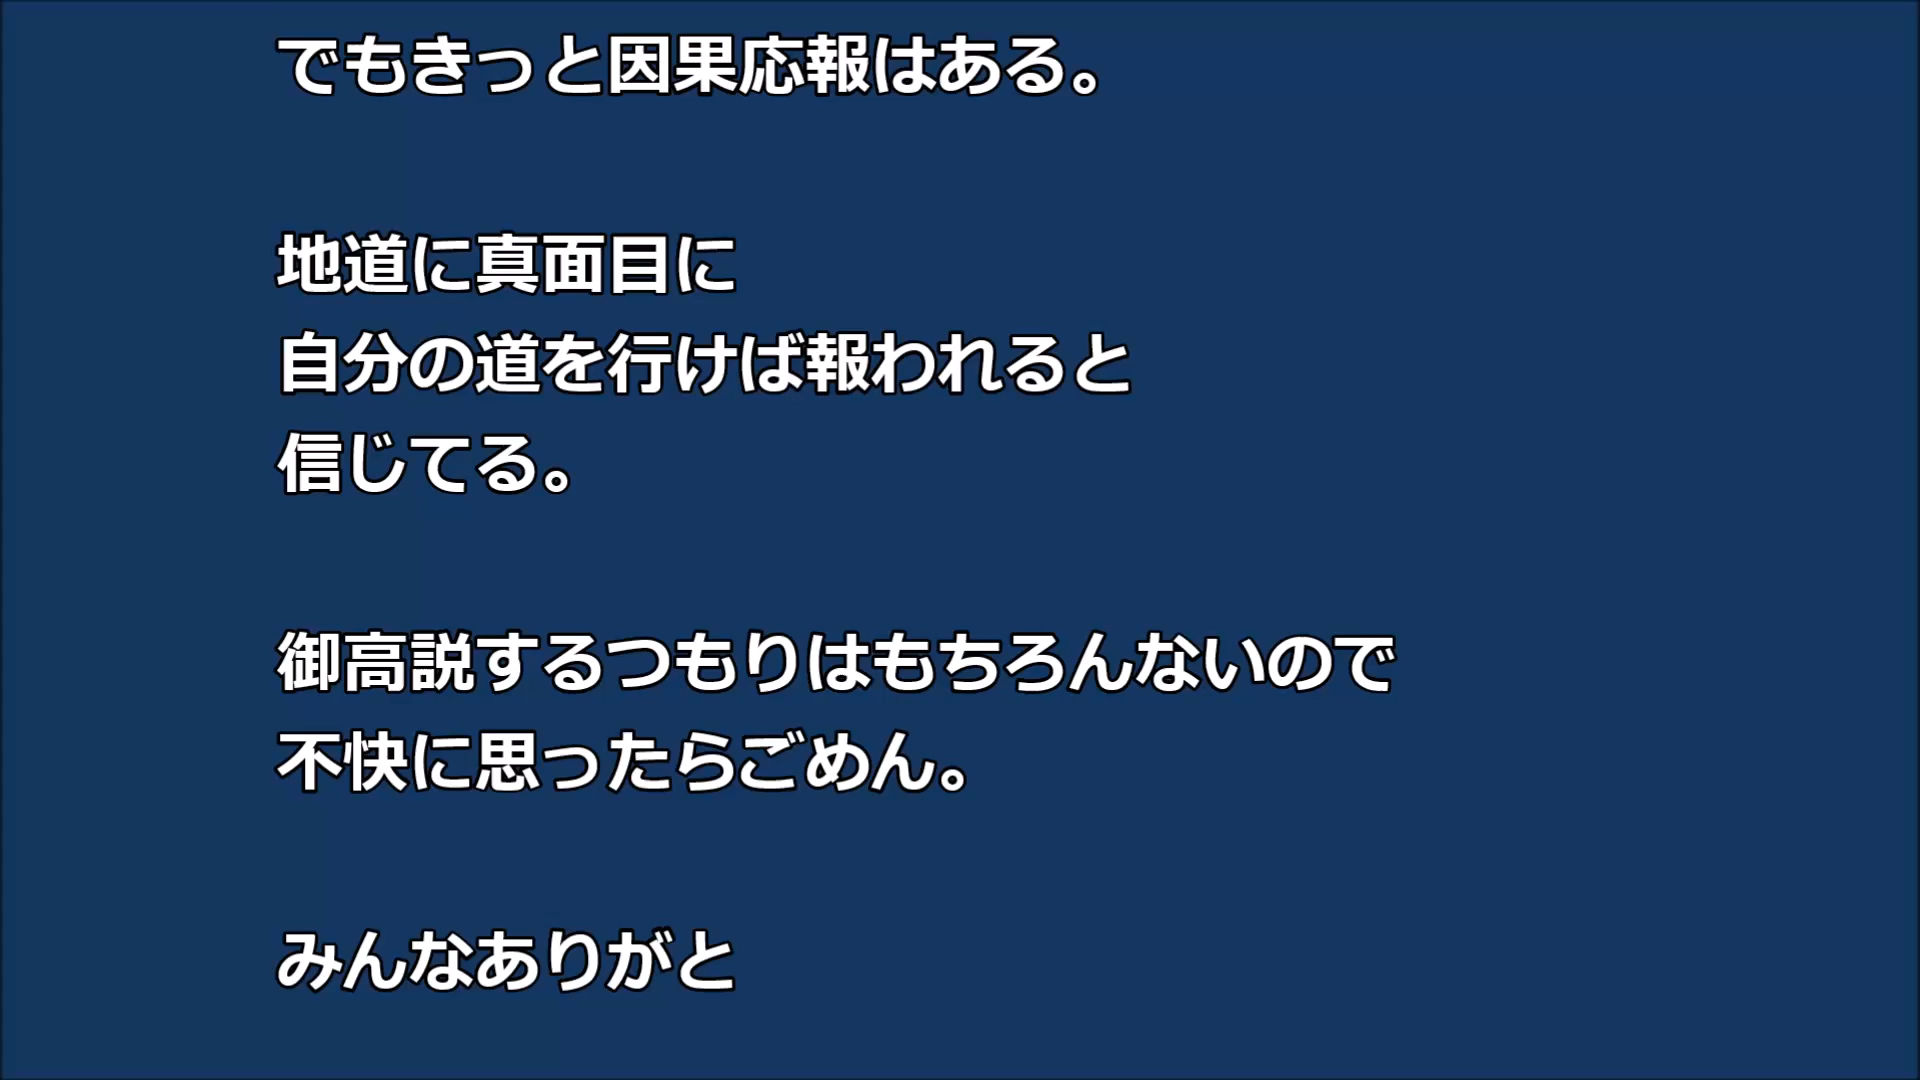 でもきっと因果応報はある。
地道に真面目に
自分の道を行けば報われると
信じてる。
御高説するつもりはもちろんないので
不快に思ったらごめん。
みんなありがと